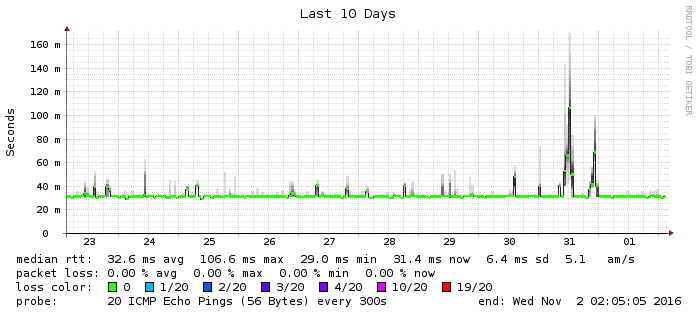 Last 10 Days
RRDTOOL / TOBI OETIKER
Seconds
160 m
140 m
120 m
100 m
80 m
60 m
40 m
20 m
0
23 24 25 26 27 28 29 30 31 01
median rtt: 32.6 ms avg 106.6 ms max 29.0 ms min 31.4 ms now 6.4 ms sd 5.1 am/s
packet loss: 0.00 % avg 0.00 % max 0.00 % min 0.00 % now
loss color: 0 1/20 2/20 3/20 4/20 10/20 19/20
probe: 20 ICMP Echo Pings (56 Bytes) every 300s end: Wed Nov 2 02:05:05 2016